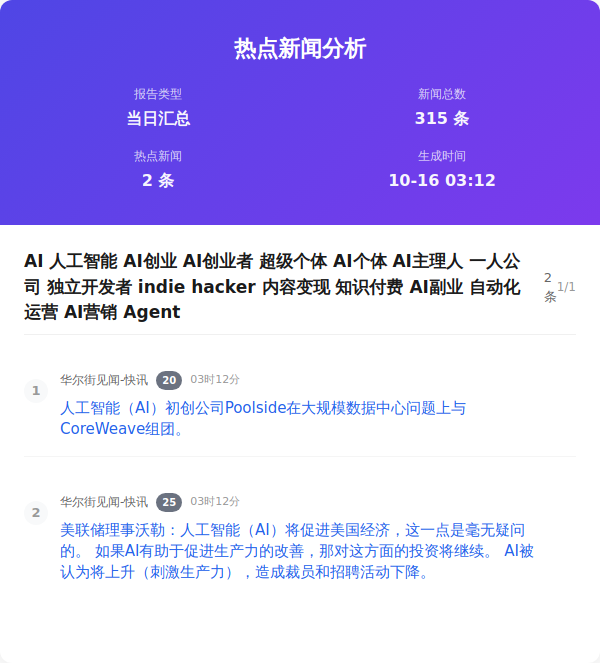 热点新闻分析
报告类型
当日汇总
新闻总数
315 条
热点新闻
2 条
生成时间
10-16 03:12
AI 人工智能 AI创业 AI创业者 超级个体 AI个体 AI主理人 一人公
司 独立开发者 indie hacker 内容变现 知识付费 AI副业 自动化
运营 AI营销 Agent
2
条
1/1
1
华尔街见闻-快讯 20 03时12分
人工智能（AI）初创公司Poolside在大规模数据中心问题上与
CoreWeave组团。
2
华尔街见闻-快讯 25 03时12分
美联储理事沃勒：人工智能（AI）将促进美国经济，这一点是毫无疑问
的。 如果AI有助于促进生产力的改善，那对这方面的投资将继续。 AI被
认为将上升（刺激生产力），造成裁员和招聘活动下降。